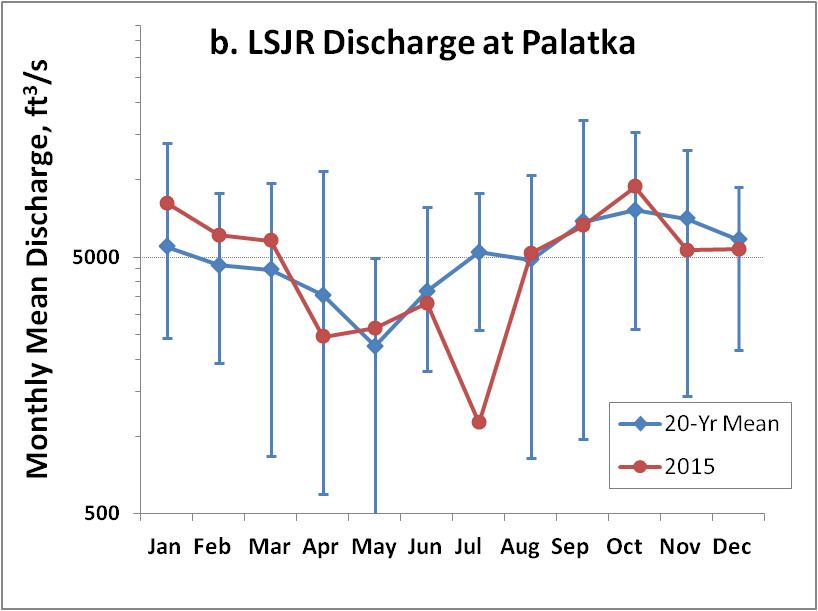 b. LSJR Discharge at Palatka
Monthly Mean Discharge, ft³/s
5000
500
Jan Feb Mar Apr May Jun Jul Aug Sep Oct Nov Dec
20-Yr Mean
2015